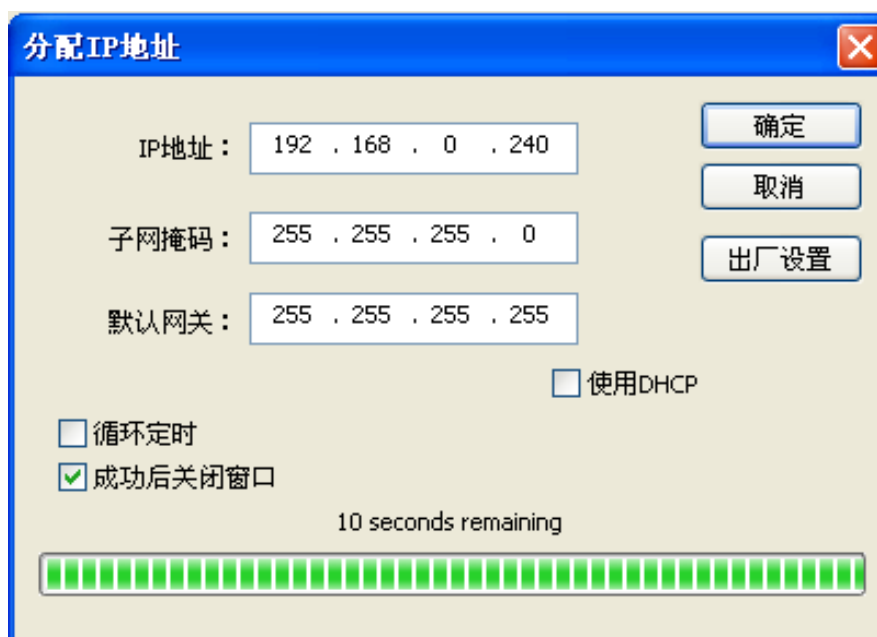 分配IP地址
IP地址： 192 . 168 . 0 . 240
确定
取消
子网掩码： 255 . 255 . 255 . 0
出厂设置
默认网关： 255 . 255 . 255 . 255
使用DHCP
循环定时
成功后关闭窗口
10 seconds remaining